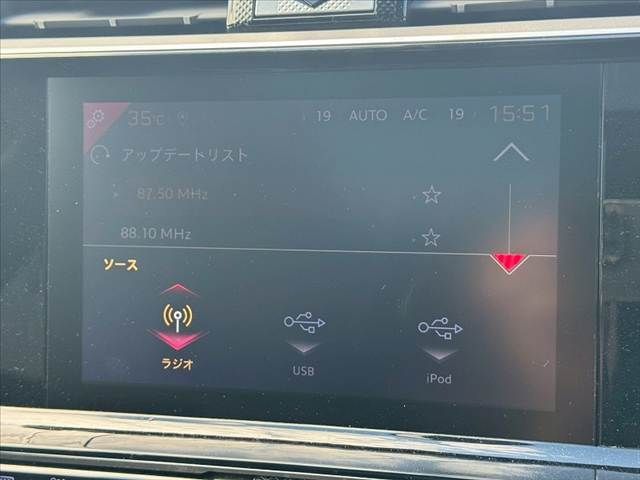 35°C 19 AUTO A/C 19 15:51
アップデートリスト
87.50 MHz
88.10 MHz
ソース
ラジオ USB iPod